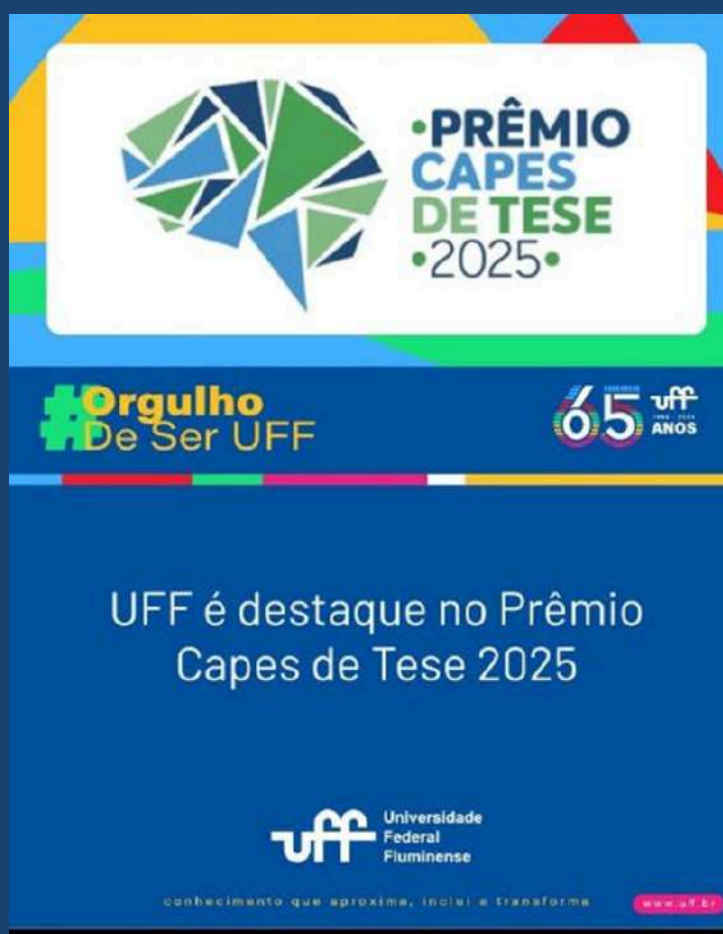 •PRÊMIO
CAPES
DE TESE
•2025•
#Orgulho
De Ser UFF
65
uff
ANOS
UFF é destaque no Prêmio
Capes de Tese 2025
uff
Universidade
Federal
Fluminense
conhecimento que aproxima, inclui e transforma
www.uff.br